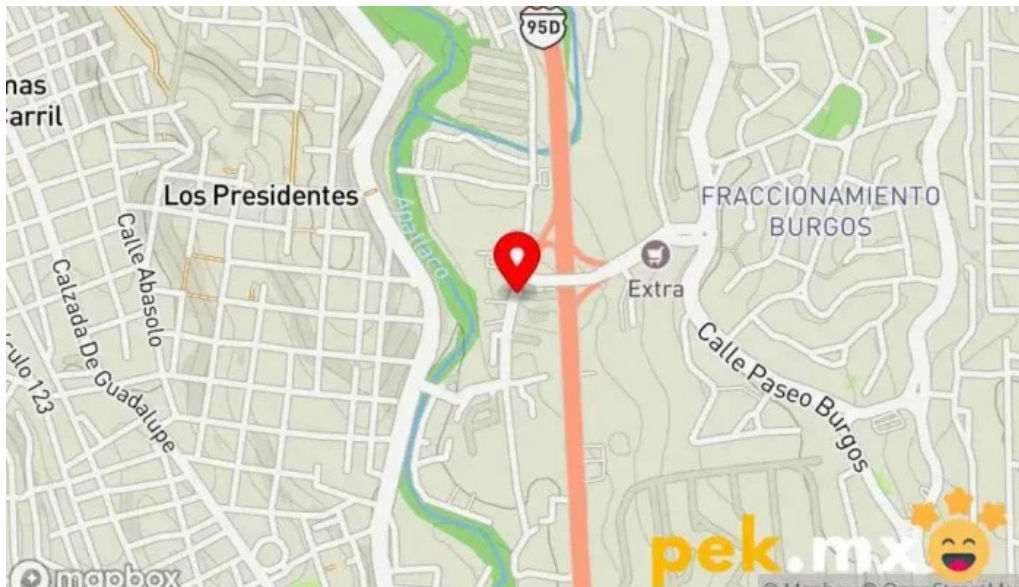 95D
nas
arril
Los Presidentes
Apatlaco
FRACCIONAMIENTO
BURGOS
Extra
Calle Abasolo
Calzada De Guadalupe
culo 123
Calle Paseo Burgos
pek.mx
mapbox